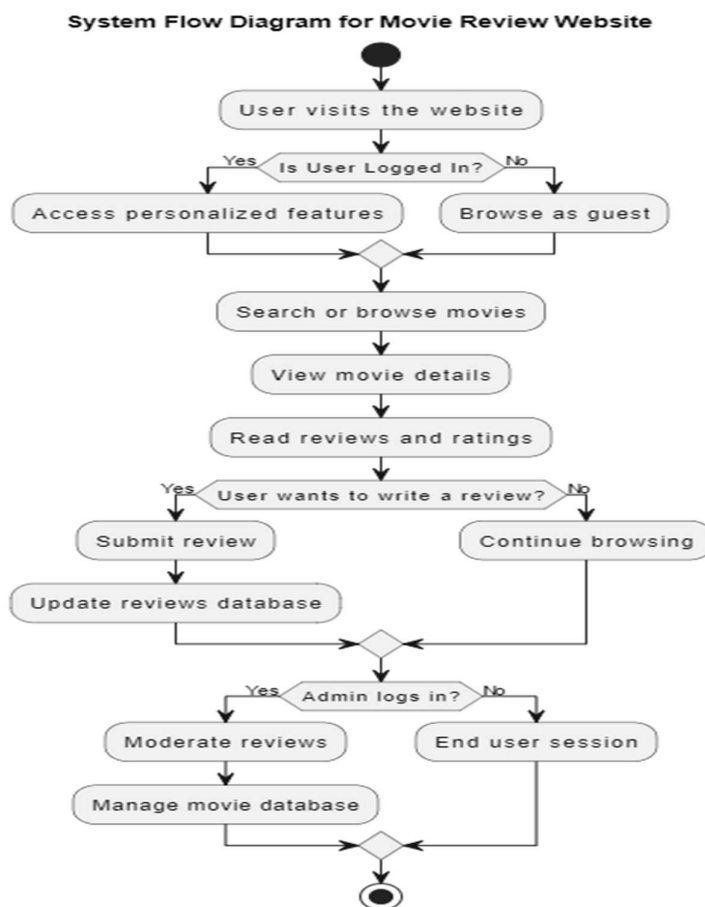 System Flow Diagram for Movie Review Website
User visits the website
Yes
Is User Logged In?
No
Access personalized features
Browse as guest
Search or browse movies
View movie details
Read reviews and ratings
Yes
User wants to write a review?
No
Submit review
Continue browsing
Update reviews database
Yes
Admin logs in?
No
Moderate reviews
End user session
Manage movie database